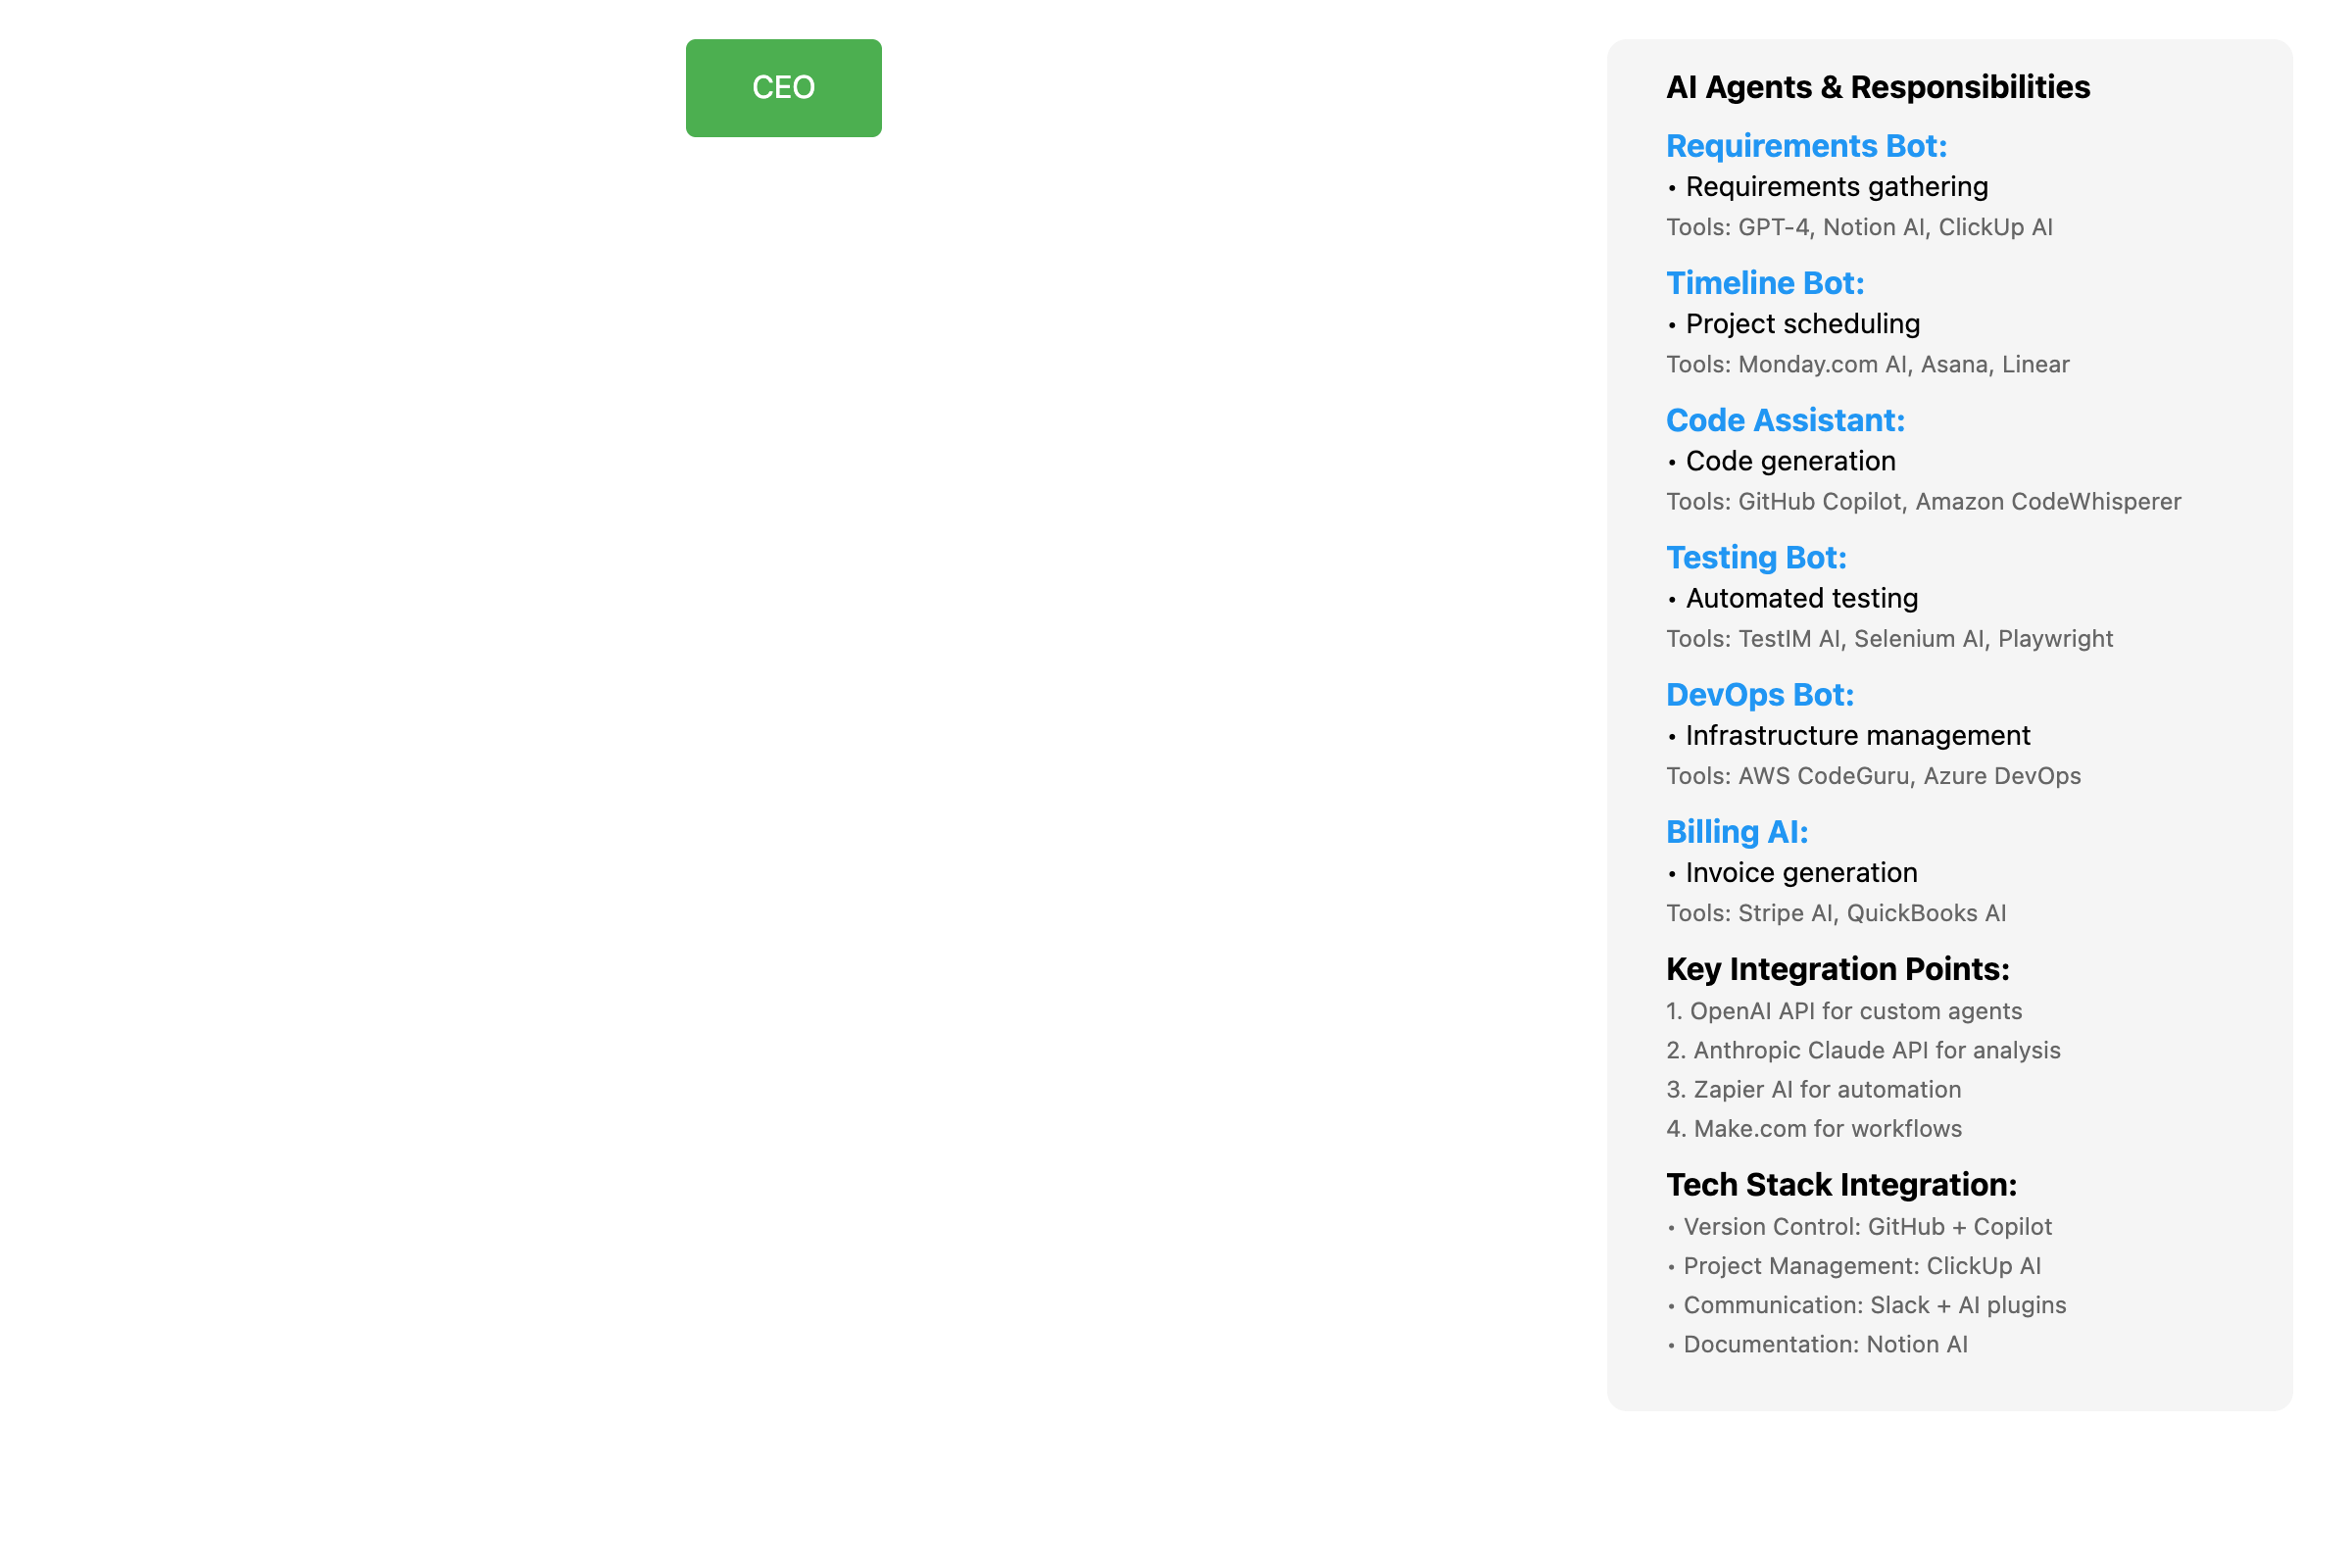 CEO
AI Agents & Responsibilities
Requirements Bot:
• Requirements gathering
Tools: GPT-4, Notion AI, ClickUp AI
Timeline Bot:
• Project scheduling
Tools: Monday.com AI, Asana, Linear
Code Assistant:
• Code generation
Tools: GitHub Copilot, Amazon CodeWhisperer
Testing Bot:
• Automated testing
Tools: TestIM AI, Selenium AI, Playwright
DevOps Bot:
• Infrastructure management
Tools: AWS CodeGuru, Azure DevOps
Billing AI:
• Invoice generation
Tools: Stripe AI, QuickBooks AI
Key Integration Points:
1. OpenAI API for custom agents
2. Anthropic Claude API for analysis
3. Zapier AI for automation
4. Make.com for workflows
Tech Stack Integration:
• Version Control: GitHub + Copilot
• Project Management: ClickUp AI
• Communication: Slack + AI plugins
• Documentation: Notion AI